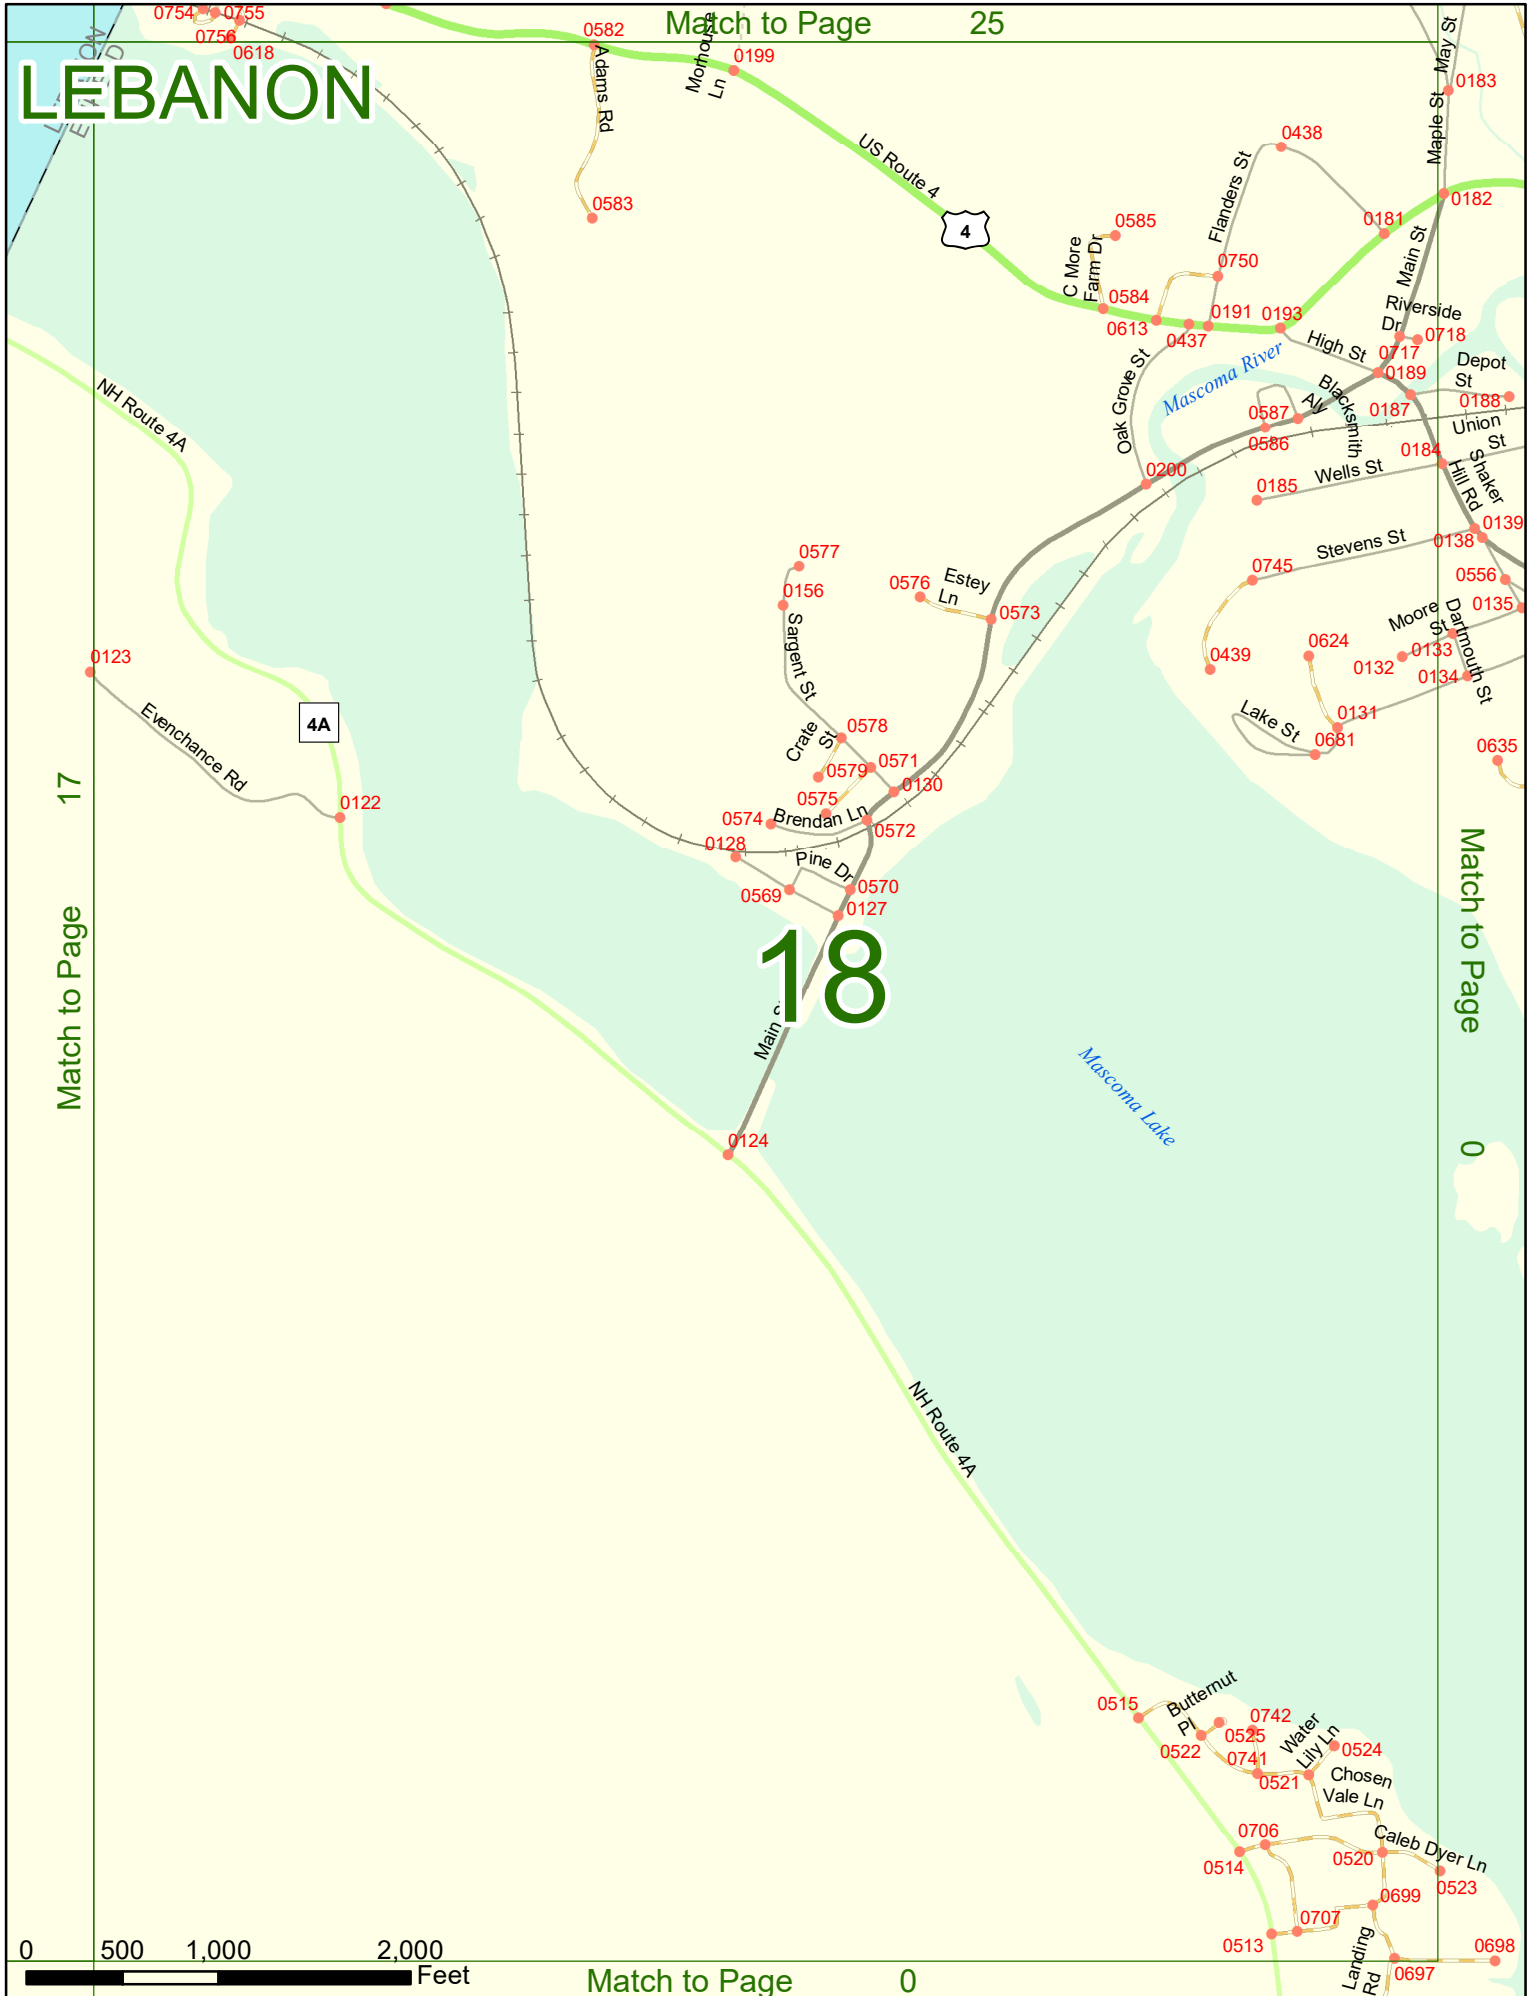 Match to Page 25
LEBANON
LEBANON
0754
0755
0756
0618
0582
Adams Rd
0583
Morhouse
Ln
0199
US Route 4
4
May St
Maple St
0183
0438
Flanders St
0182
0181
Main St
C More
Farm Dr
0585
0584
0750
0613
0437
0191
0193
Riverside
Dr
0718
0717
High St
0189
Depot
St
0188
0187
Mascoma River
Oak Grove St
Blacksmith
Aly
0587
0586
Union
St
0184
0200
0185
Wells St
Shaker
Hill Rd
0139
0138
Stevens St
0745
0556
0135
NH Route 4A
0577
0156
Sargent St
0576
Estey
Ln
0573
0439
0624
Moore
St
Dartmouth St
0133
0132
0134
0131
Lake St
0681
0635
0123
Evenchance Rd
4A
0122
0578
Crate
St
0579
0571
0575
0130
0574
Brendan Ln
0572
0128
Pine Dr
0569
0570
0127
18
Main
0124
Match to Page 17
Match to Page 0
Mascoma Lake
NH Route 4A
0515
Butternut
Pl
0522
0525
0742
0741
0521
Water
Lily Ln
0524
Chosen
Vale Ln
0706
0514
0520
Caleb Dyer Ln
0523
0699
0707
0513
Landing
Rd
0697
0698
0 500 1,000 2,000
Feet
Match to Page 0